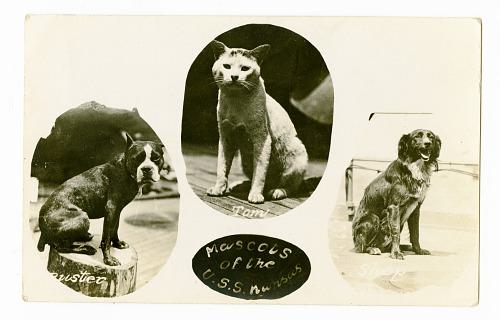 Tom
Buster
Mascots
of the
U.S.S. Kansas